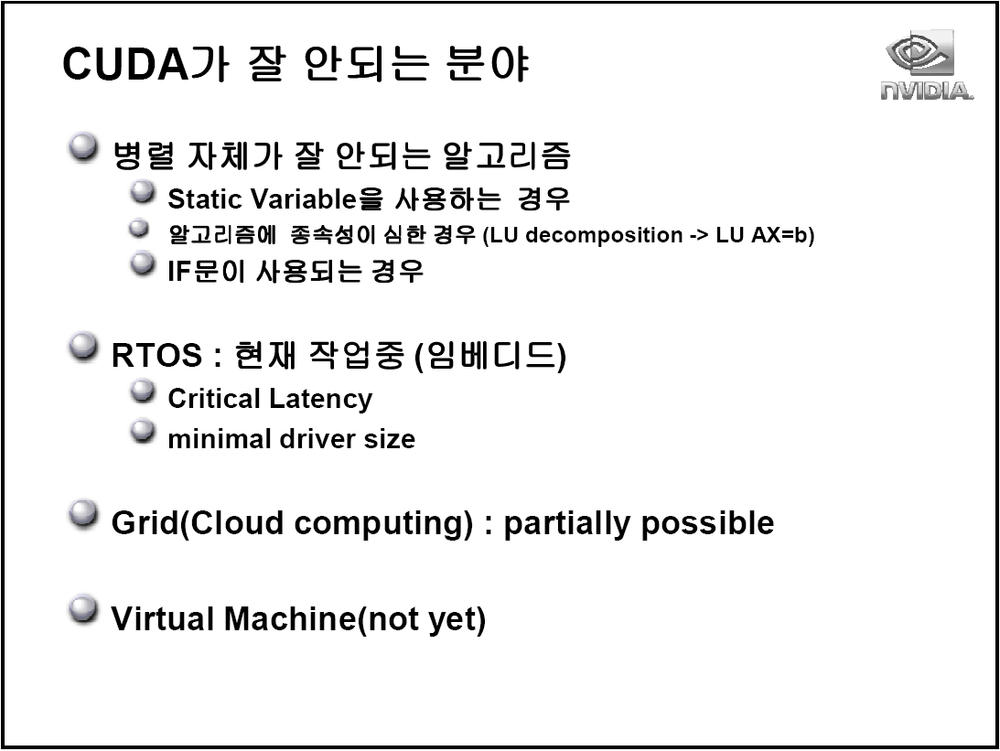 CUDA가 잘 안되는 분야
NVIDIA.
병렬 자체가 잘 안되는 알고리즘
Static Variable을 사용하는 경우
알고리즘에 종속성이 심한 경우 (LU decomposition -> LU AX=b)
IF문이 사용되는 경우
RTOS : 현재 작업중 (임베디드)
Critical Latency
minimal driver size
Grid(Cloud computing) : partially possible
Virtual Machine(not yet)